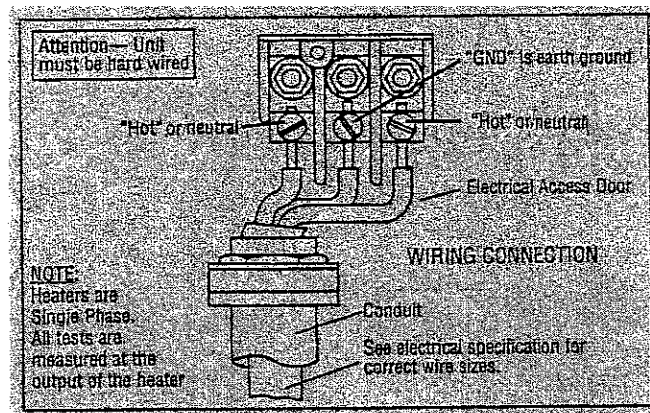 Attention— Unit
must be hard wired
"GND" is earth ground
"Hot" or neutral
"Hot" or neutral
Electrical Access Door
WIRING CONNECTION
NOTE:
Heaters are
Single Phase.
All tests are
measured at the
output of the heater
Conduit
See electrical specification for
correct wire sizes.